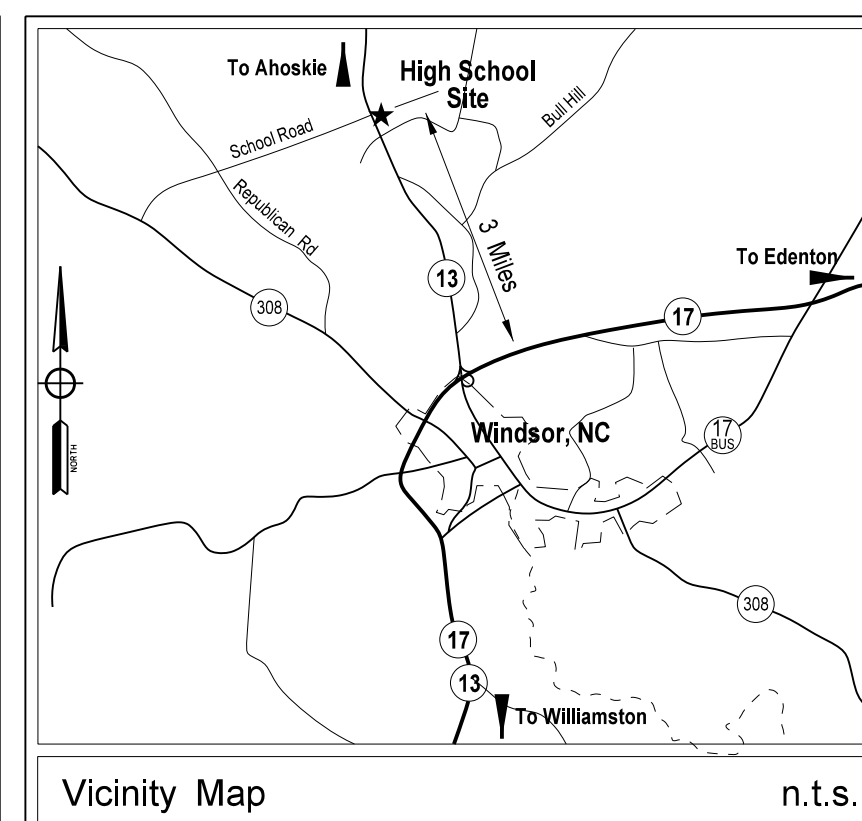 To Ahoskie
High School
Site
Bull Hill
School Road
Republican Rd
3 Miles
To Edenton
13
308
17
NORTH
Windsor, NC
17
BUS
308
17
13
To Williamston
Vicinity Map
n.t.s.